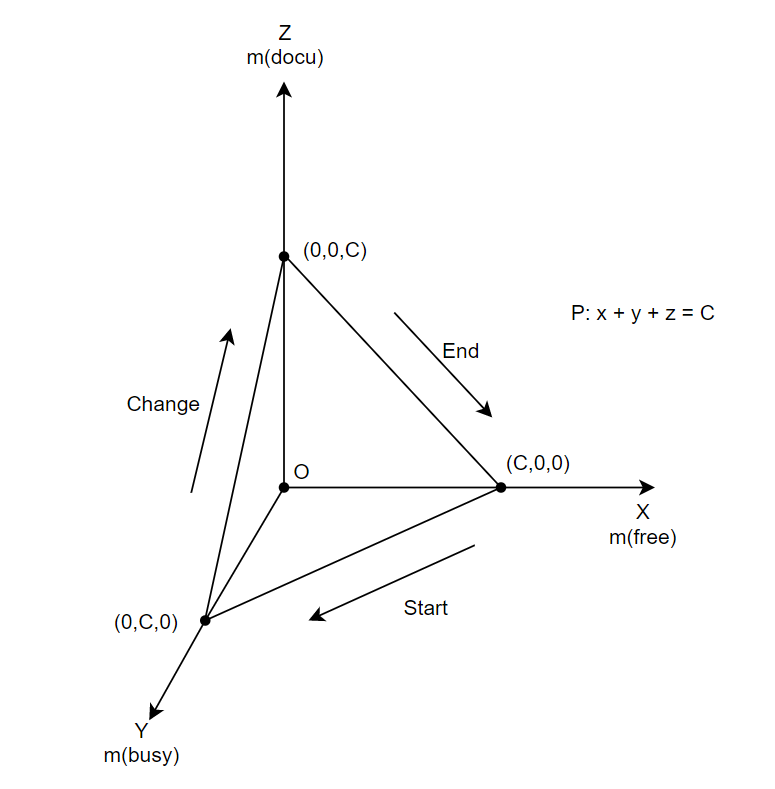 Z
m(docu)
(0,0,C)
P: x + y + z = C
End
Change
(C,0,0)
O
X
m(free)
Start
(0,C,0)
Y
m(busy)